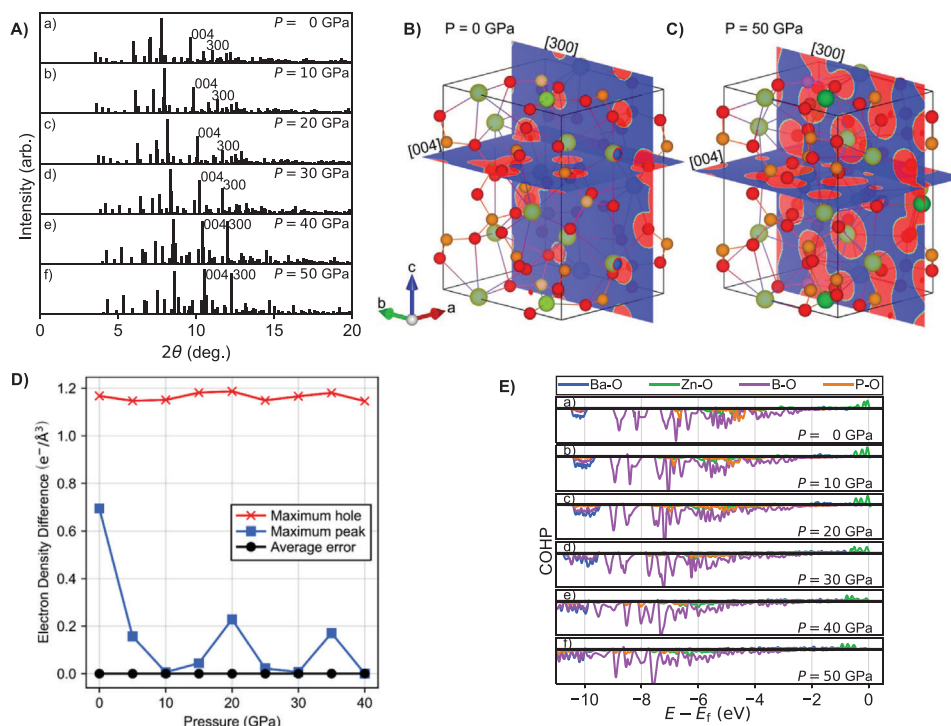 A)
a)
P = 0 GPa
004
300
b)
P = 10 GPa
004
300
c)
P = 20 GPa
004
300
d)
P = 30 GPa
004
300
e)
P = 40 GPa
004 300
f)
P = 50 GPa
004 300
Intensity (arb.)
0 5 10 15 20
2θ (deg.)
B) P = 0 GPa
[300]
[004]
c
b
a
C) P = 50 GPa
[300]
[004]
D)
Electron Density Difference (e⁻/Å³)
1.2
1.0
0.8
0.6
0.4
0.2
0.0
Maximum hole
Maximum peak
Average error
0 10 20 30 40
Pressure (GPa)
E)
Ba-O Zn-O B-O P-O
a)
P = 0 GPa
b)
P = 10 GPa
c)
P = 20 GPa
d)
P = 30 GPa
e)
P = 40 GPa
f)
P = 50 GPa
COHP
−10 −8 −6 −4 −2 0
E − E_f (eV)